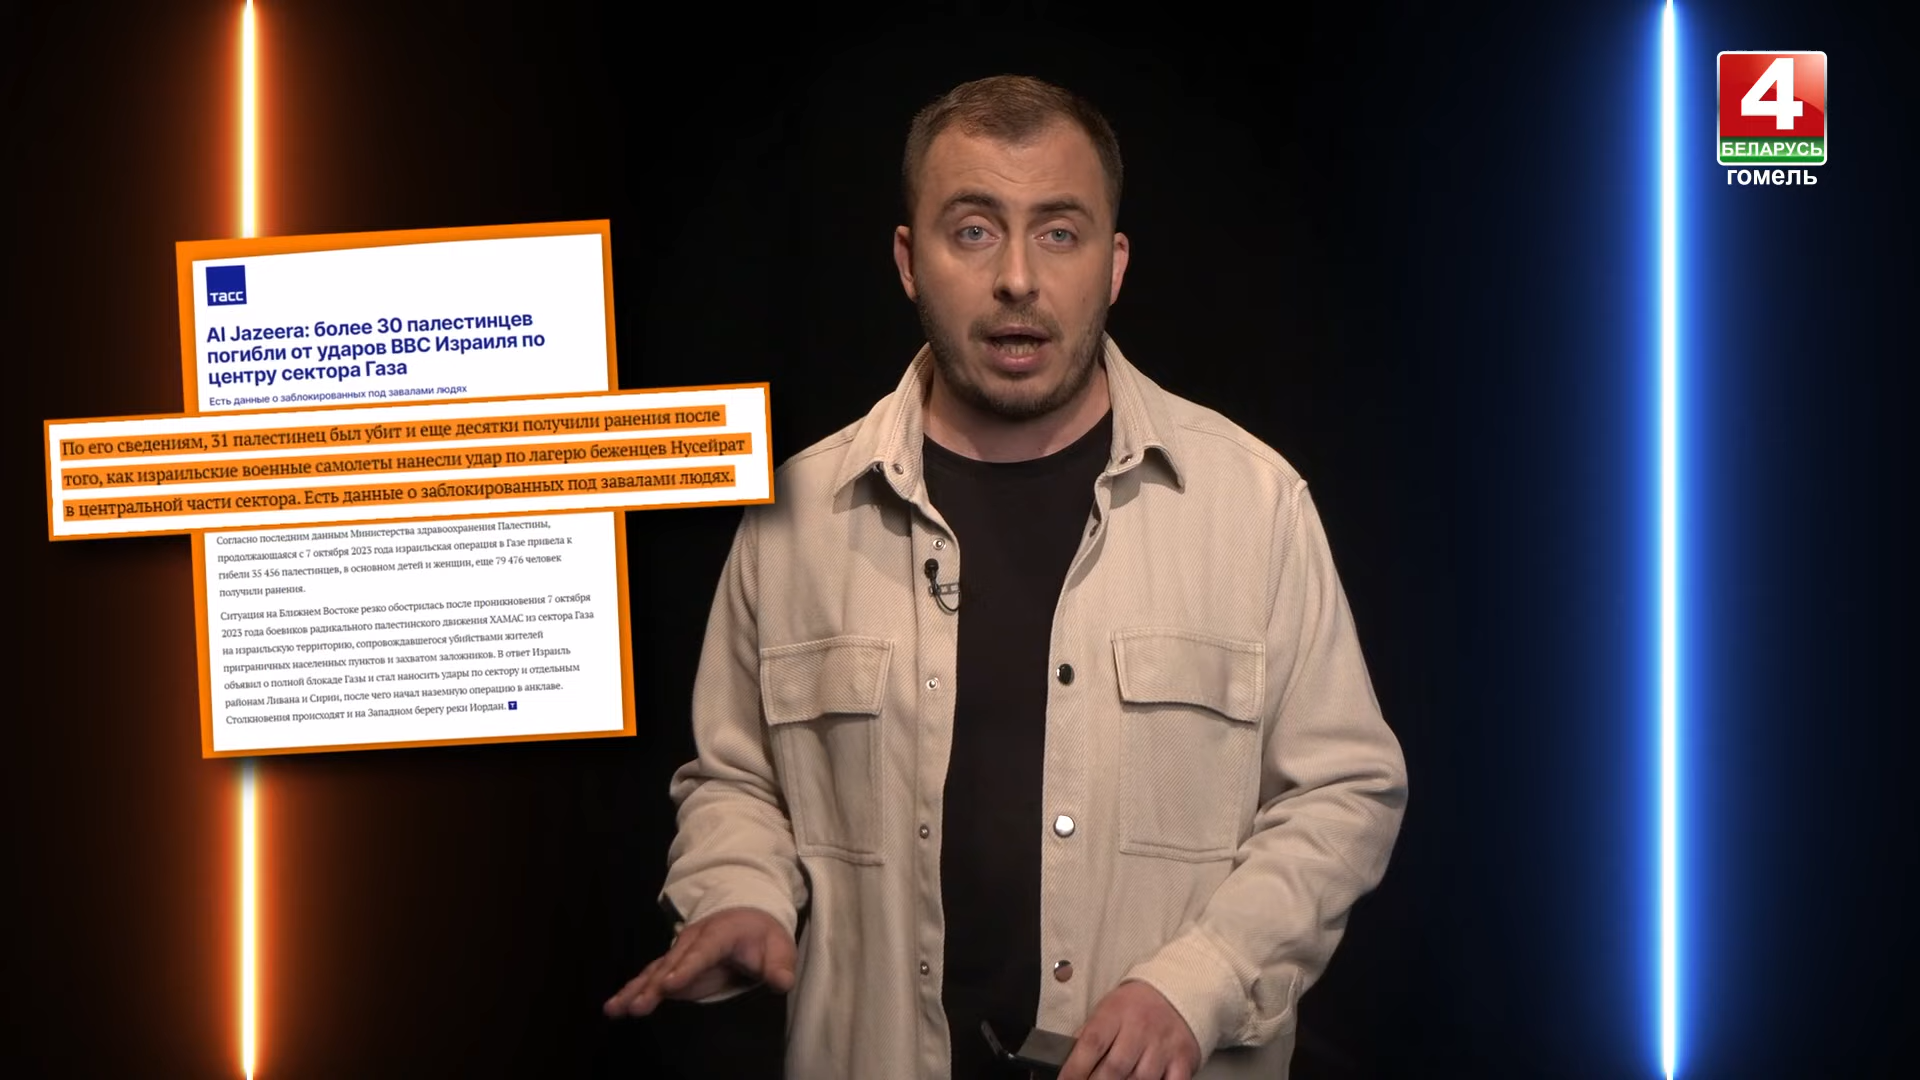 4
БЕЛАРУСЬ
гомель
тасс
Al Jazeera: более 30 палестинцев
погибли от ударов ВВС Израиля по
центру сектора Газа
Есть данные о заблокированных под завалами людях
По его сведениям, 31 палестинец был убит и еще десятки получили ранения после
того, как израильские военные самолеты нанесли удар по лагерю беженцев Нусейрат
в центральной части сектора. Есть данные о заблокированных под завалами людях.
Согласно последним данным Министерства здравоохранения Палестины,
продолжающаяся с 7 октября 2023 года израильская операция в Газе привела к
гибели 35 456 палестинцев, в основном детей и женщин, еще 79 476 человек
получили ранения.
Ситуация на Ближнем Востоке резко обострилась после проникновения 7 октября
2023 года боевиков радикального палестинского движения ХАМАС из сектора Газа
на израильскую территорию, сопровождавшегося убийствами жителей
приграничных населенных пунктов и захватом заложников. В ответ Израиль
объявил о полной блокаде Газы и стал наносить удары по сектору и отдельным
районам Ливана и Сирии, после чего начал наземную операцию в анклаве.
Столкновения происходят и на Западном берегу реки Иордан.